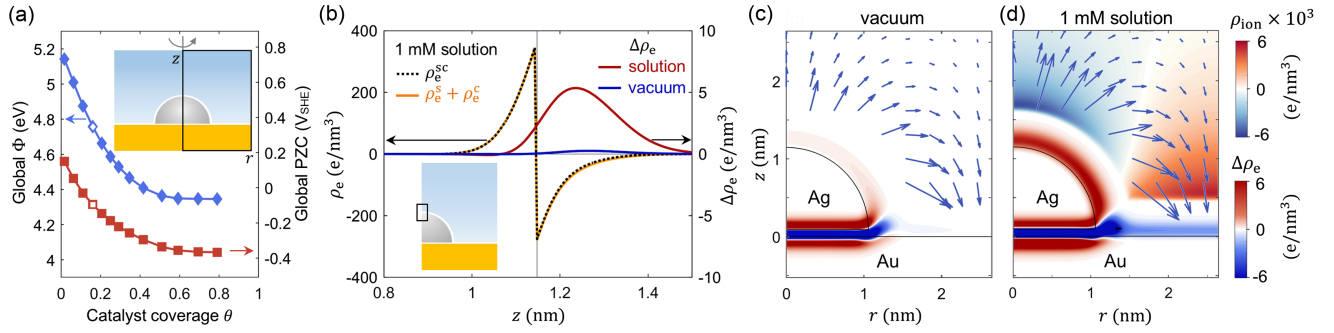 (a)
5.2
5
4.8
4.6
4.4
4.2
4
Global Φ (eV)
0 0.2 0.4 0.6 0.8 1
Catalyst coverage θ
0.8
0.6
0.4
0.2
0
-0.2
-0.4
Global PZC (V_SHE)
z
r
(b)
400
200
0
-200
-400
ρ_e (e/nm³)
1 mM solution
ρ_e^sc
ρ_e^s + ρ_e^c
Δρ_e
solution
vacuum
0.8 1.0 1.2 1.4
z (nm)
10
5
0
-5
-10
Δρ_e (e/nm³)
(c)
vacuum
2
1
0
z (nm)
Ag
Au
0 1 2
r (nm)
(d)
1 mM solution
Ag
Au
0 1 2
r (nm)
ρ_ion × 10³
6
0
-6
(e/nm³)
Δρ_e
6
0
-6
(e/nm³)